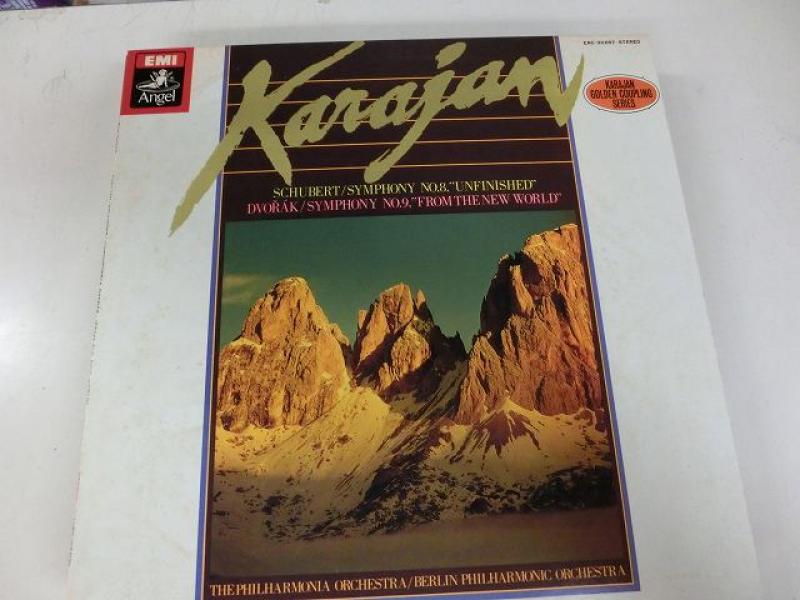 EMI
Angel
STEREO
Karajan
KARAJAN
GOLDEN COUPLING
SERIES
SCHUBERT/SYMPHONY NO.8,"UNFINISHED"
DVOŘÁK/SYMPHONY NO.9,"FROM THE NEW WORLD"
THE PHILHARMONIA ORCHESTRA/BERLIN PHILHARMONIC ORCHESTRA